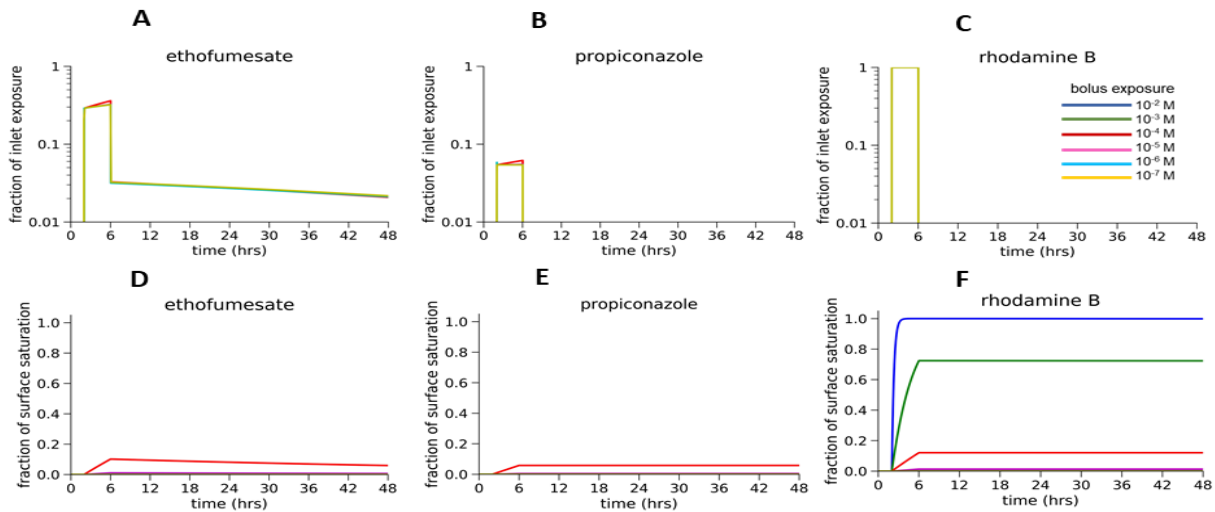 A
ethofumesate
fraction of inlet exposure
1
0.1
0.01
0 6 12 18 24 30 36 42 48
time (hrs)
B
propiconazole
fraction of inlet exposure
1
0.1
0.01
0 6 12 18 24 30 36 42 48
time (hrs)
C
rhodamine B
fraction of inlet exposure
1
0.1
0.01
0 6 12 18 24 30 36 42 48
time (hrs)
bolus exposure
10⁻² M
10⁻³ M
10⁻⁴ M
10⁻⁵ M
10⁻⁶ M
10⁻⁷ M
D
ethofumesate
fraction of surface saturation
1.0
0.8
0.6
0.4
0.2
0.0
0 6 12 18 24 30 36 42 48
time (hrs)
E
propiconazole
fraction of surface saturation
1.0
0.8
0.6
0.4
0.2
0.0
0 6 12 18 24 30 36 42 48
time (hrs)
F
rhodamine B
fraction of surface saturation
1.0
0.8
0.6
0.4
0.2
0.0
0 6 12 18 24 30 36 42 48
time (hrs)